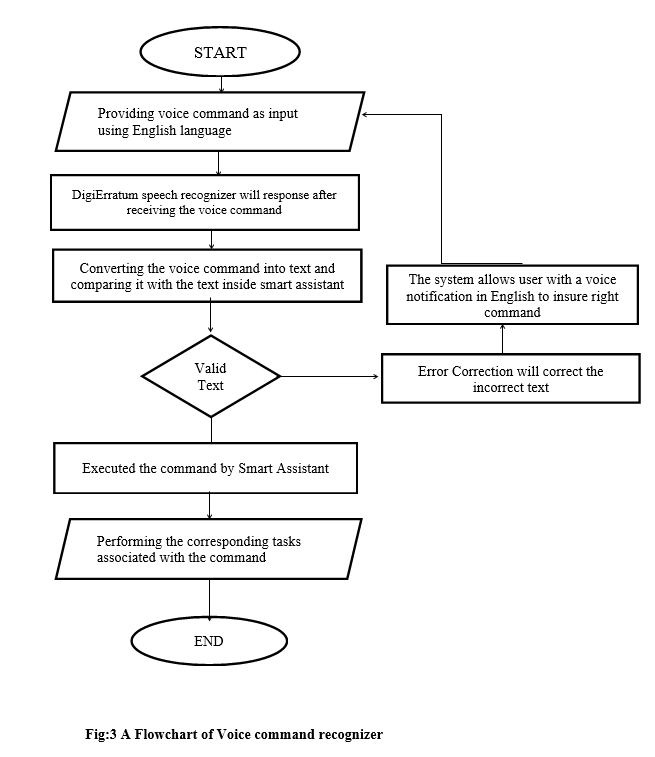 START
Providing voice command as input
using English language
DigiErratum speech recognizer will response after
receiving the voice command
Converting the voice command into text and
comparing it with the text inside smart assistant
The system allows user with a voice
notification in English to insure right
command
Valid
Text
Error Correction will correct the
incorrect text
Executed the command by Smart Assistant
Performing the corresponding tasks
associated with the command
END
Fig:3 A Flowchart of Voice command recognizer